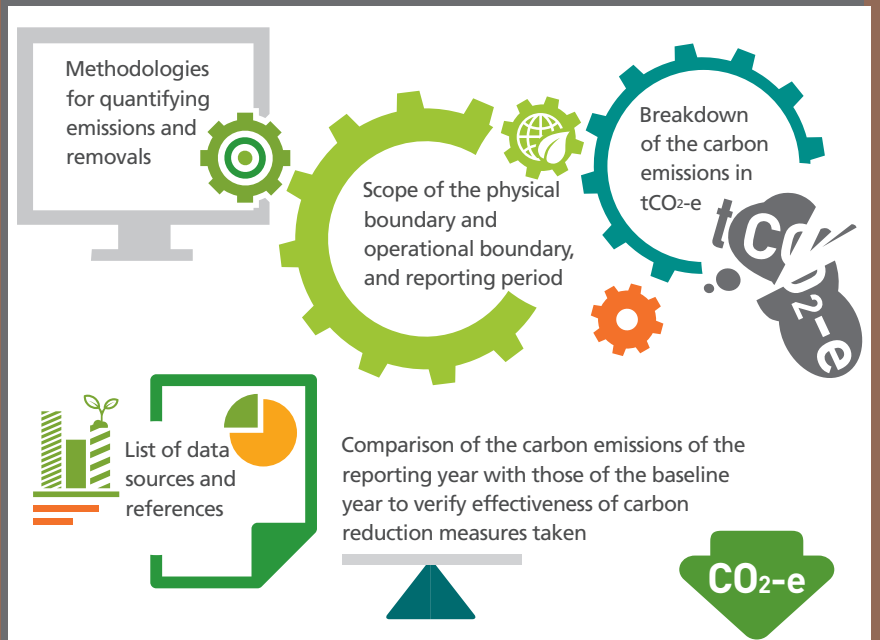 Methodologies
for quantifying
emissions and
removals
Scope of the physical
boundary and
operational boundary,
and reporting period
Breakdown
of the carbon
emissions in
tCO2-e
tCO2-e
List of data
sources and
references
Comparison of the carbon emissions of the
reporting year with those of the baseline
year to verify effectiveness of carbon
reduction measures taken
CO2-e